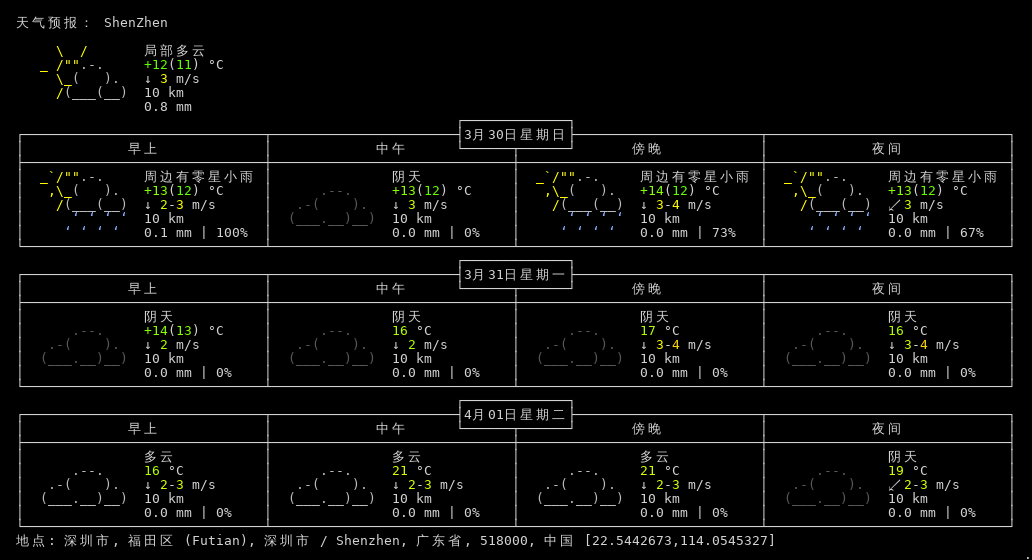 天气预报： ShenZhen
局部多云
+12(11) °C
↓ 3 m/s
10 km
0.8 mm
3月30日星期日
早上 中午 傍晚 夜间
周边有零星小雨 阴天 周边有零星小雨 周边有零星小雨
+13(12) °C +13(12) °C +14(12) °C +13(12) °C
↓ 2-3 m/s ↓ 3 m/s ↓ 3-4 m/s ↙ 3 m/s
10 km 10 km 10 km 10 km
0.1 mm | 100% 0.0 mm | 0% 0.0 mm | 73% 0.0 mm | 67%
3月31日星期一
早上 中午 傍晚 夜间
阴天 阴天 阴天 阴天
+14(13) °C 16 °C 17 °C 16 °C
↓ 2 m/s ↓ 2 m/s ↓ 3-4 m/s ↓ 3-4 m/s
10 km 10 km 10 km 10 km
0.0 mm | 0% 0.0 mm | 0% 0.0 mm | 0% 0.0 mm | 0%
4月01日星期二
早上 中午 傍晚 夜间
多云 多云 多云 阴天
16 °C 21 °C 21 °C 19 °C
↓ 2-3 m/s ↓ 2-3 m/s ↓ 2-3 m/s ↙ 2-3 m/s
10 km 10 km 10 km 10 km
0.0 mm | 0% 0.0 mm | 0% 0.0 mm | 0% 0.0 mm | 0%
地点: 深圳市, 福田区 (Futian), 深圳市 / Shenzhen, 广东省, 518000, 中国 [22.5442673,114.0545327]